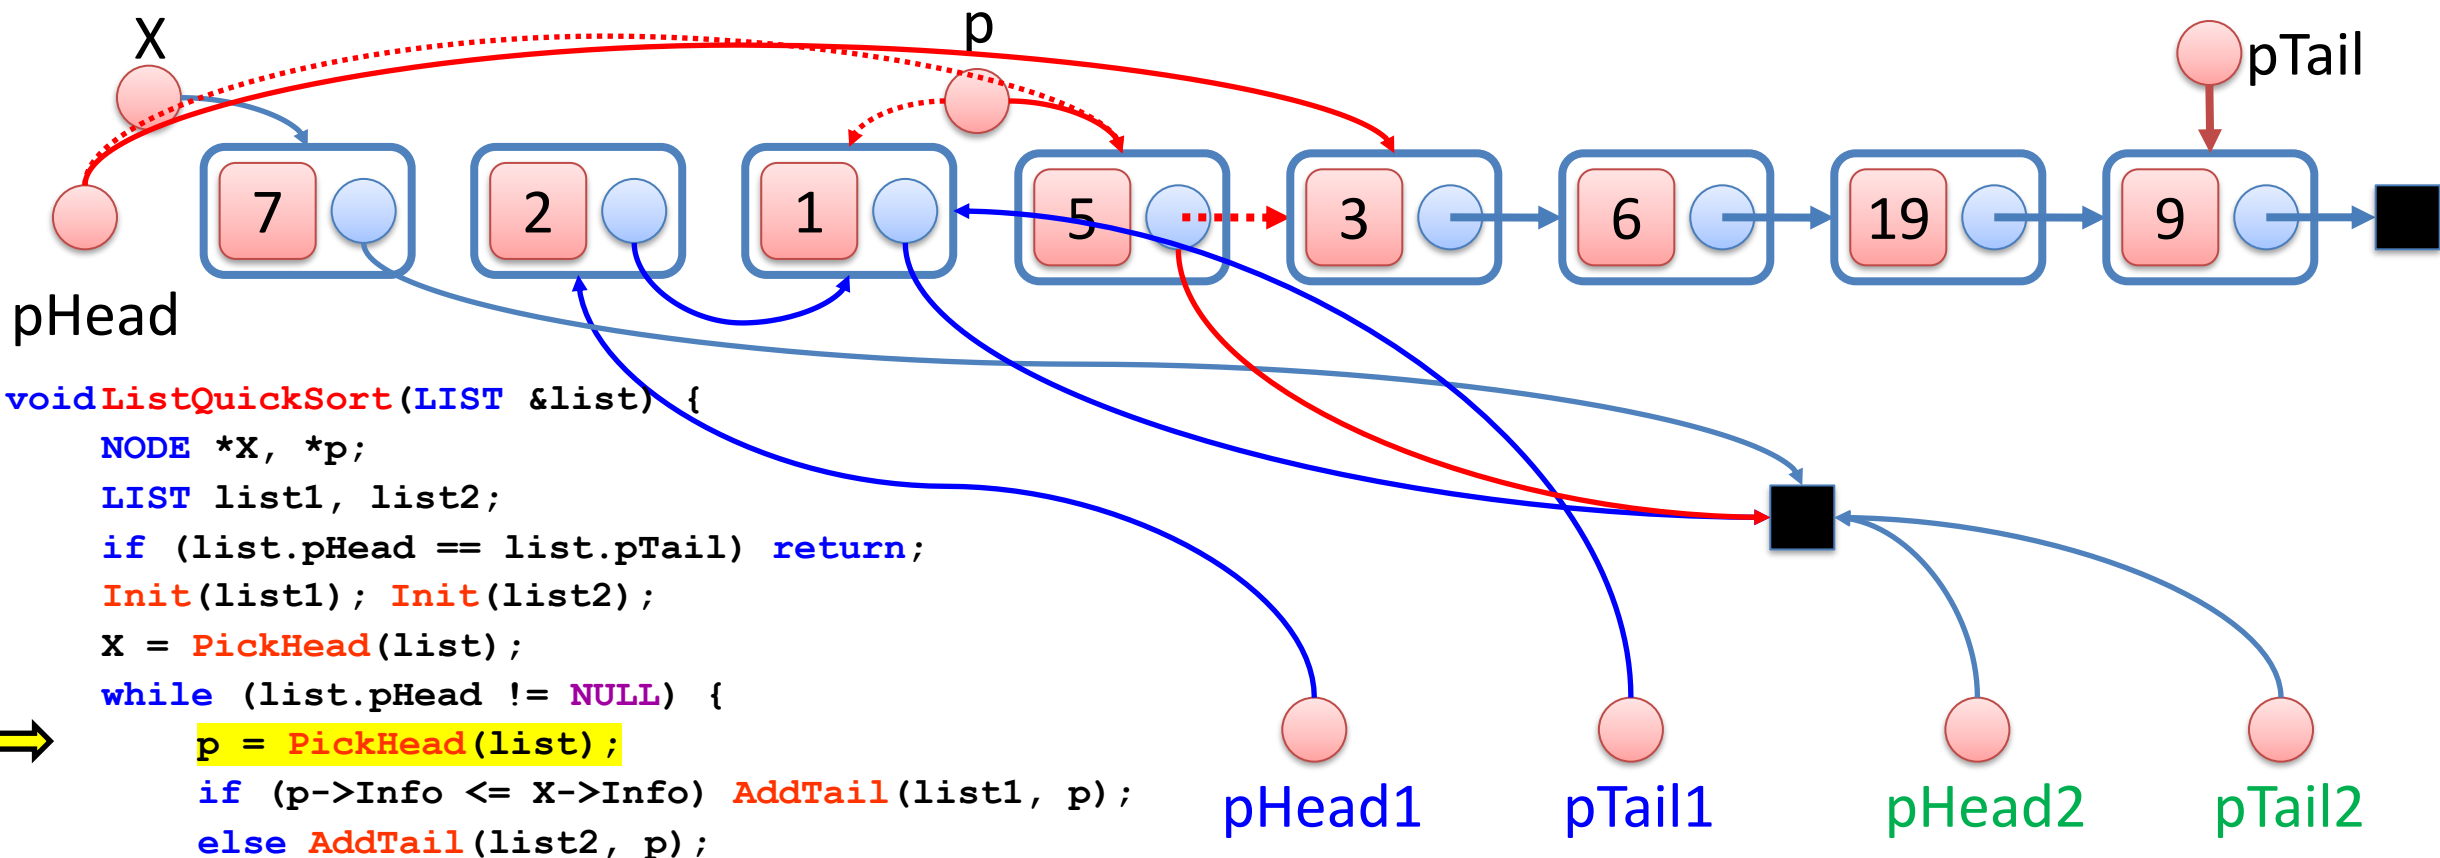 X
p
pTail
7 2 1 5 3 6 19 9
pHead
void ListQuickSort(LIST &list) {
NODE *X, *p;
LIST list1, list2;
if (list.pHead == list.pTail) return;
Init(list1); Init(list2);
X = PickHead(list);
while (list.pHead != NULL) {
p = PickHead(list);
if (p->Info <= X->Info) AddTail(list1, p);
else AddTail(list2, p);
pHead1 pTail1 pHead2 pTail2